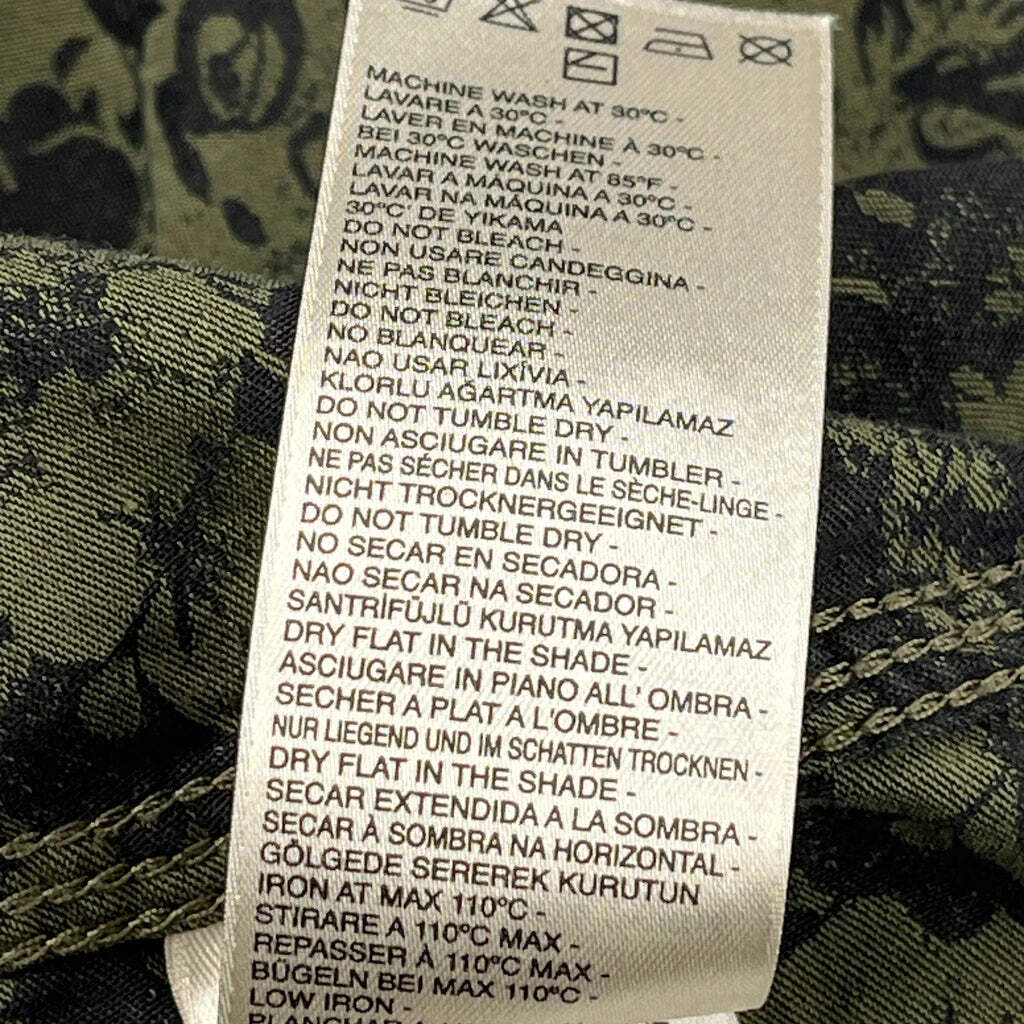 MACHINE WASH AT 30°C -
LAVARE A 30°C -
LAVER EN MACHINE À 30°C -
BEI 30°C WASCHEN -
MACHINE WASH AT 85°F -
LAVAR A MÁQUINA A 30°C -
LAVAR NA MÁQUINA A 30°C
30°C' DE YIKAMA
DO NOT BLEACH -
NON USARE CANDEGGINA -
NE PAS BLANCHIR -
NICHT BLEICHEN -
DO NOT BLEACH -
NO BLANQUEAR -
NAO USAR LIXÍVIA -
KLORLU AĞARTMA YAPILAMAZ
DO NOT TUMBLE DRY -
NON ASCIUGARE IN TUMBLER -
NE PAS SÉCHER DANS LE SÈCHE-LINGE -
NICHT TROCKNERGEEIGNET -
DO NOT TUMBLE DRY -
NO SECAR EN SECADORA -
NAO SECAR NA SECADOR -
SANTRİFÜJLÜ KURUTMA YAPILAMAZ
DRY FLAT IN THE SHADE -
ASCIUGARE IN PIANO ALL' OMBRA -
SECHER A PLAT A L'OMBRE -
NUR LIEGEND UND IM SCHATTEN TROCKNEN -
DRY FLAT IN THE SHADE -
SECAR EXTENDIDA A LA SOMBRA -
SECAR À SOMBRA NA HORIZONTAL -
GÖLGEDE SEREREK KURUTUN
IRON AT MAX 110°C -
STIRARE A 110°C MAX -
REPASSER À 110°C MAX -
BÜGELN BEI MAX 110°C -
LOW IRON -
PLANCHAR A